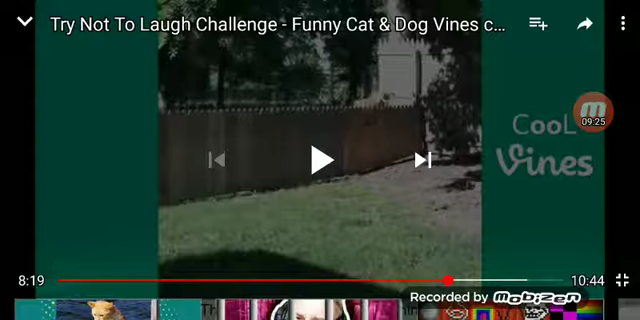 Try Not To Laugh Challenge - Funny Cat & Dog Vines c...
09:25
CooL
Vines
8:19
10:44
Recorded by mobizen